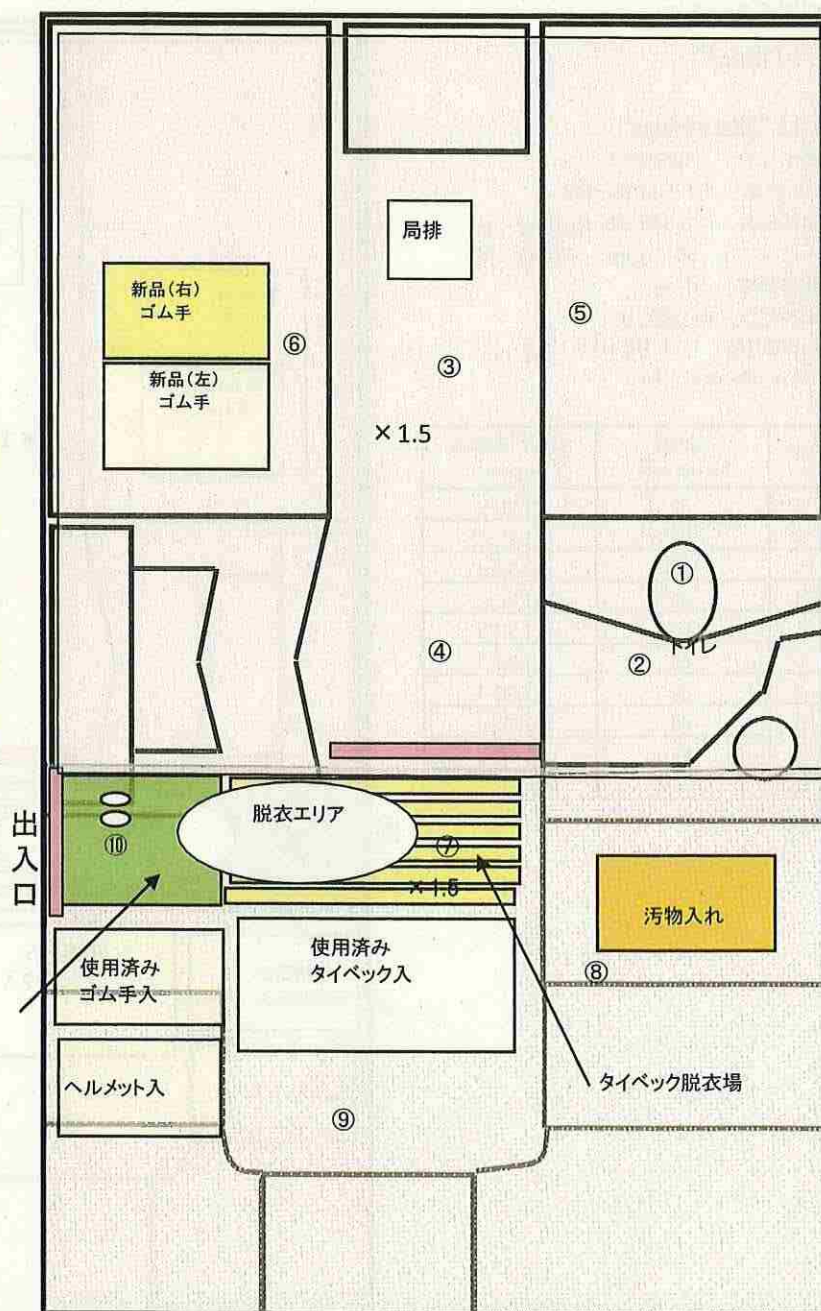 局排
新品(右)
ゴム手
⑥
新品(左)
ゴム手
③
⑤
×1.5
①
④
②
トイレ
出入口
脱衣エリア
⑩
⑦
×1.5
汚物入れ
使用済み
ゴム手入
使用済み
タイベック入
⑧
ヘルメット入
タイベック脱衣場
⑨